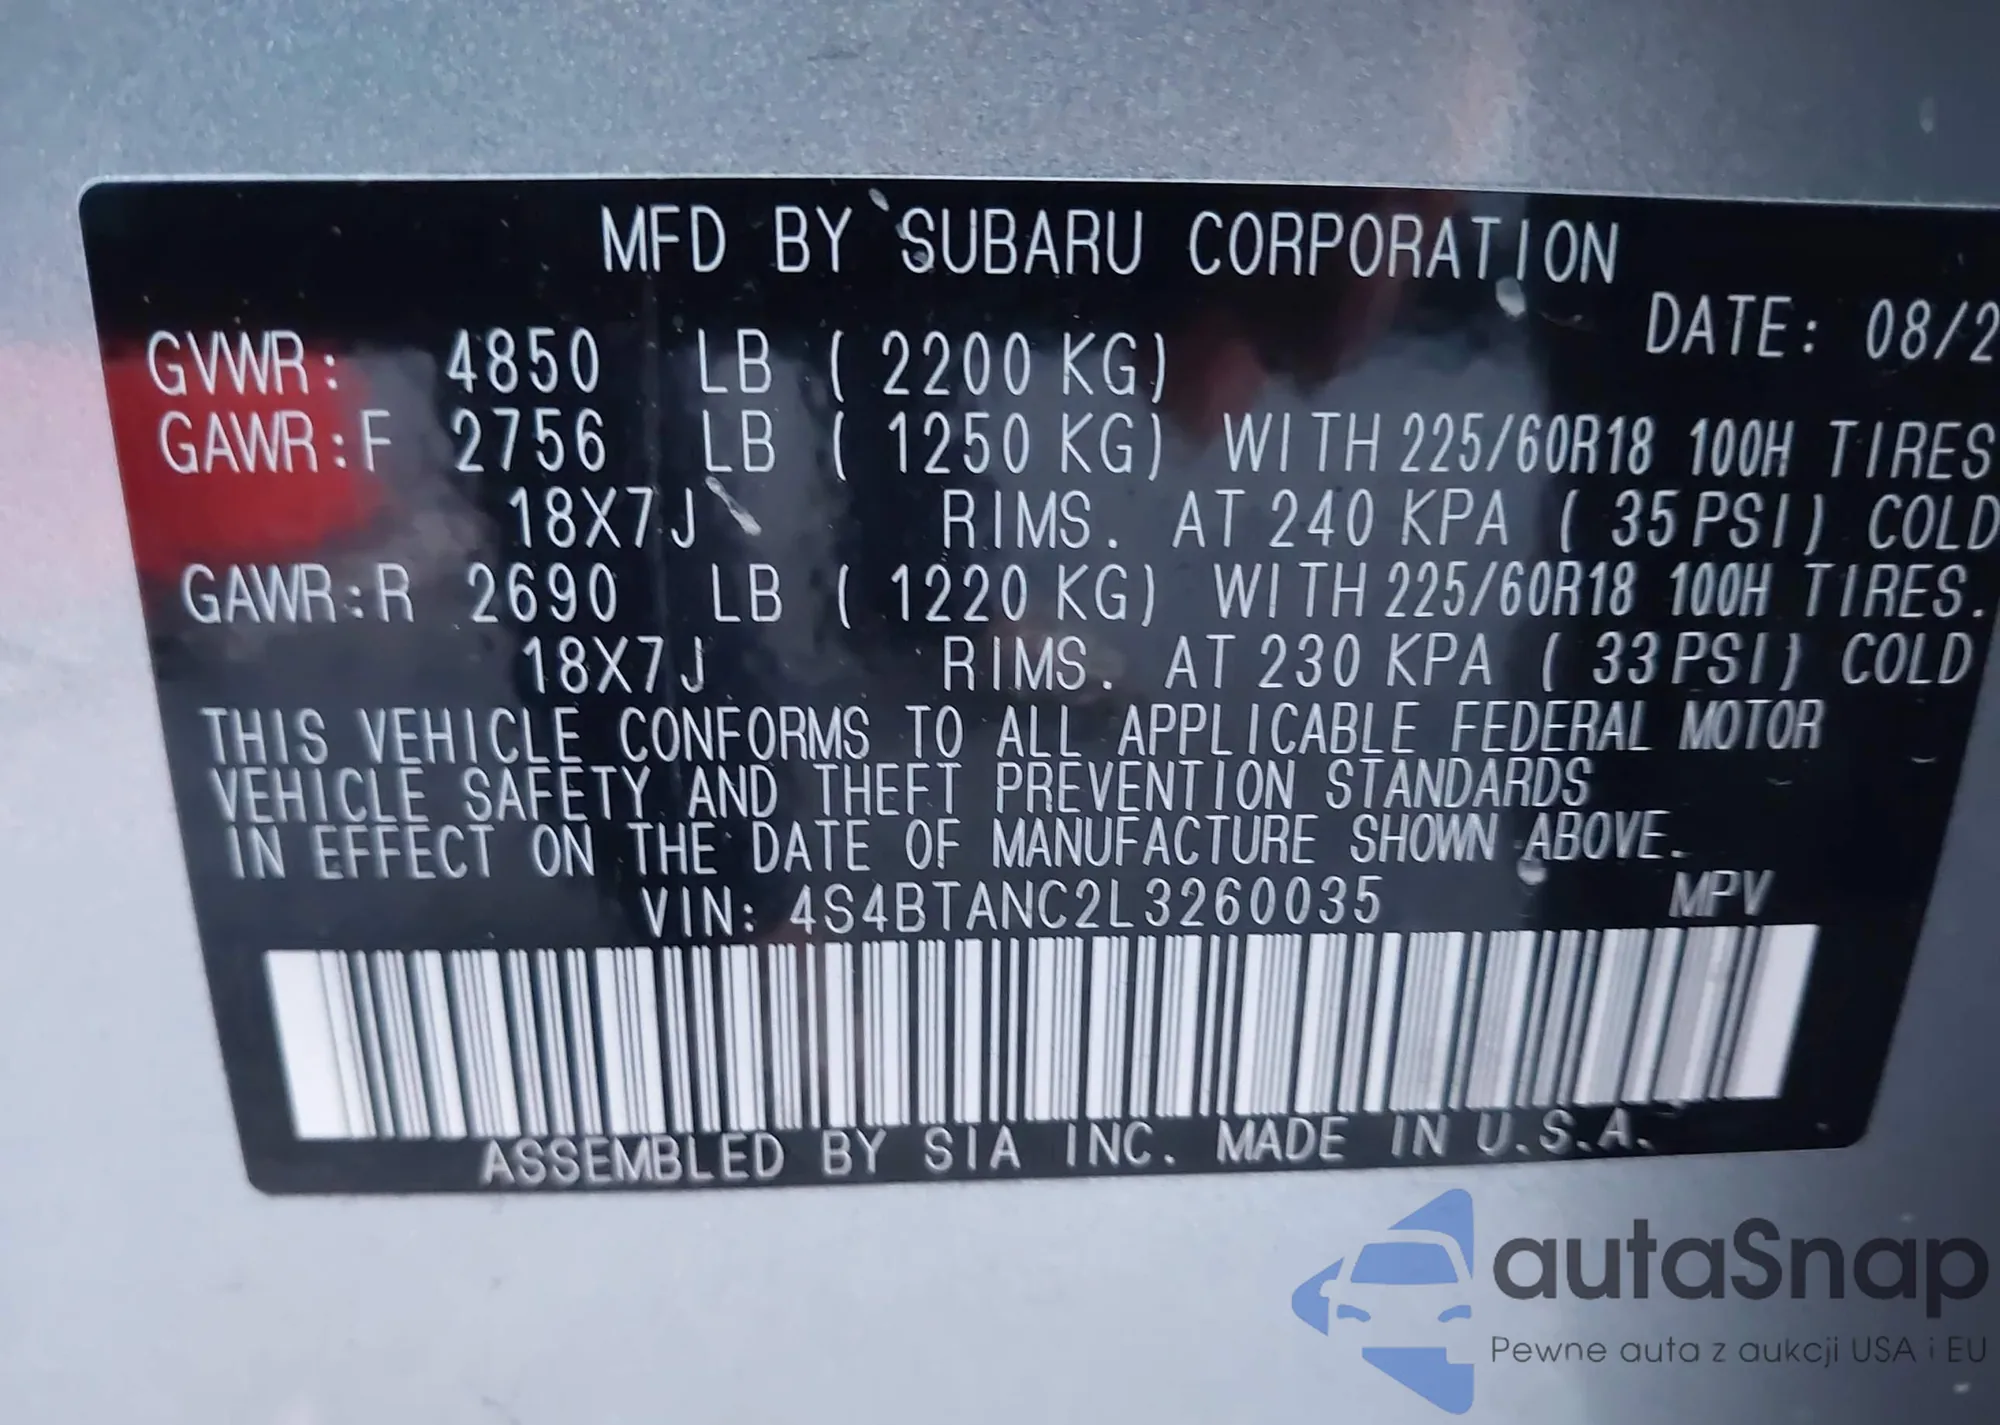 MFD BY SUBARU CORPORATION
DATE: 08/2
GVWR: 4850 LB ( 2200 KG)
GAWR:F 2756 LB ( 1250 KG) WITH 225/60R18 100H TIRES
18X7J RIMS. AT 240 KPA ( 35 PSI) COLD
GAWR:R 2690 LB ( 1220 KG) WITH 225/60R18 100H TIRES.
18X7J RIMS. AT 230 KPA ( 33 PSI) COLD
THIS VEHICLE CONFORMS TO ALL APPLICABLE FEDERAL MOTOR
VEHICLE SAFETY AND THEFT PREVENTION STANDARDS
IN EFFECT ON THE DATE OF MANUFACTURE SHOWN ABOVE.
VIN: 4S4BTANC2L3260035 MPV
ASSEMBLED BY SIA INC. MADE IN U.S.A.
autaSnap
Pewne auta z aukcji USA i EU